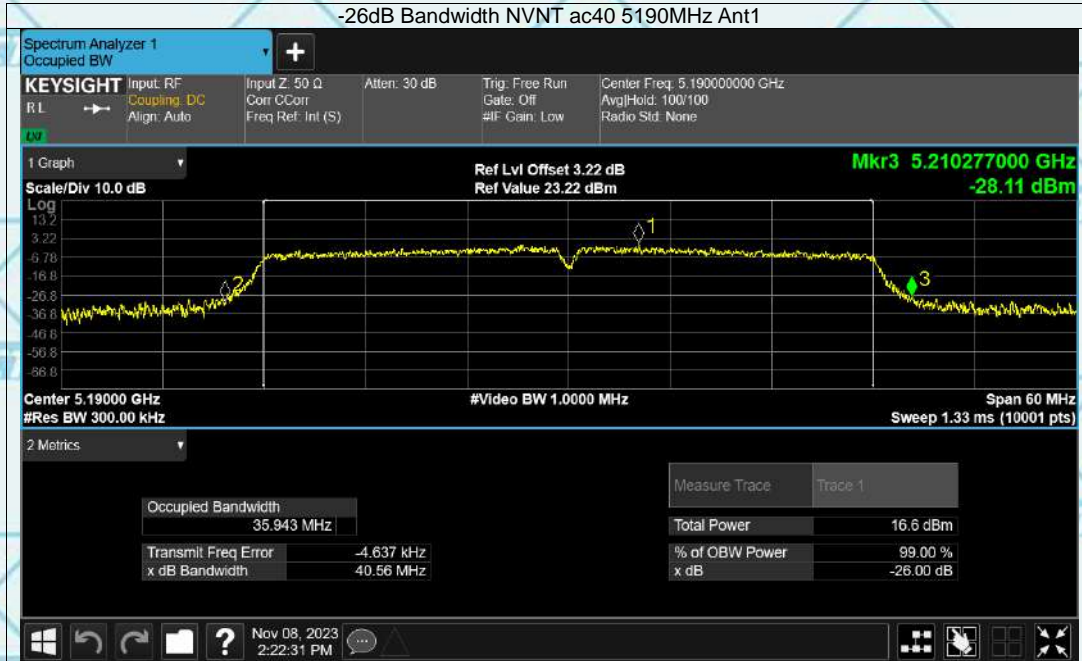 -26dB Bandwidth NVNT ac40 5190MHz Ant1
Spectrum Analyzer 1
Occupied BW
+
KEYSIGHT Input: RF Input Z: 50 Ω Atten: 30 dB Trig: Free Run Center Freq: 5.190000000 GHz
R L Coupling: DC Corr CCorr Gate: Off Avg|Hold: 100/100
Align: Auto Freq Ref: Int (S) #IF Gain: Low Radio Std: None
LXI
1 Graph Ref Lvl Offset 3.22 dB Mkr3 5.210277000 GHz
Scale/Div 10.0 dB Ref Value 23.22 dBm -28.11 dBm
Log
13.2
3.22
-6.78
-16.8
-26.8
-36.8
-46.8
-56.8
-66.8
1
2
3
Center 5.19000 GHz #Video BW 1.0000 MHz Span 60 MHz
#Res BW 300.00 kHz Sweep 1.33 ms (10001 pts)
2 Metrics
Measure Trace Trace 1
Occupied Bandwidth
35.943 MHz Total Power 16.6 dBm
Transmit Freq Error -4.637 kHz % of OBW Power 99.00 %
x dB Bandwidth 40.56 MHz x dB -26.00 dB
? Nov 08, 2023
2:22:31 PM